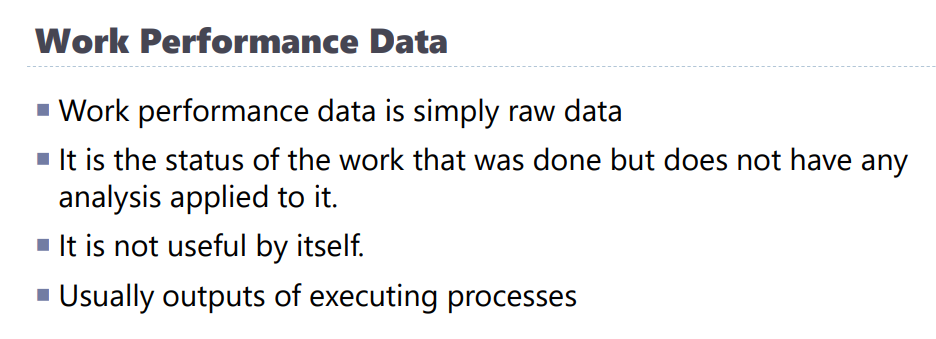 Work Performance Data
Work performance data is simply raw data
It is the status of the work that was done but does not have any
analysis applied to it.
It is not useful by itself.
Usually outputs of executing processes